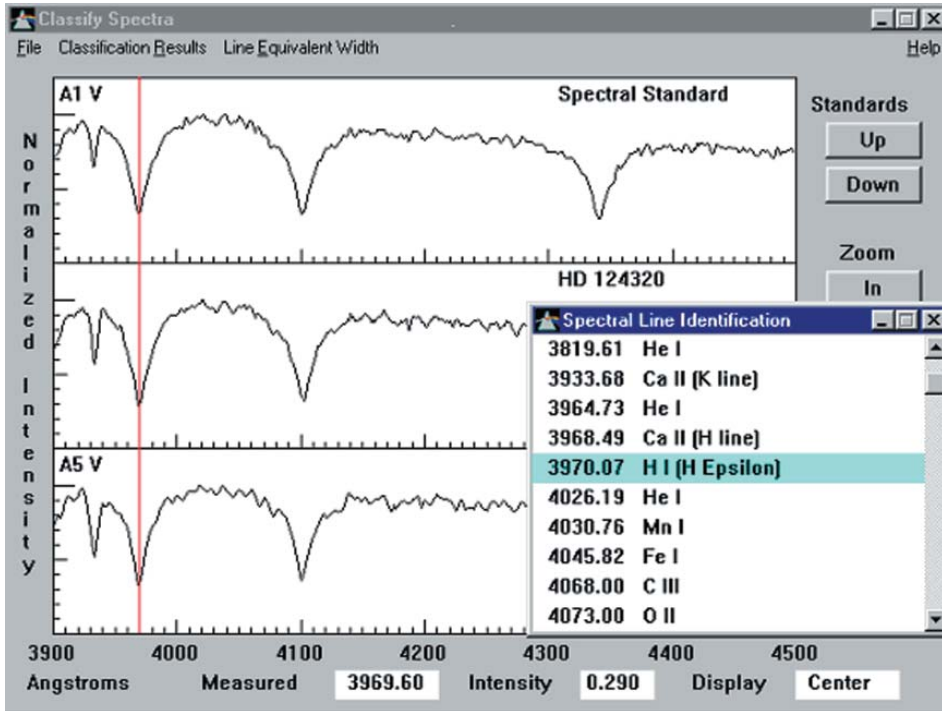 Classify Spectra
File Classification Results Line Equivalent Width Help
A1 V Spectral Standard
Standards
Up
Down
Zoom
In
Normalized Intensity
HD 124320
Spectral Line Identification
3819.61 He I
3933.68 Ca II (K line)
3964.73 He I
3968.49 Ca II (H line)
3970.07 H I (H Epsilon)
4026.19 He I
4030.76 Mn I
4045.82 Fe I
4068.00 C III
4073.00 O II
A5 V
3900 4000 4100 4200 4300 4400 4500
Angstroms Measured 3969.60 Intensity 0.290 Display Center